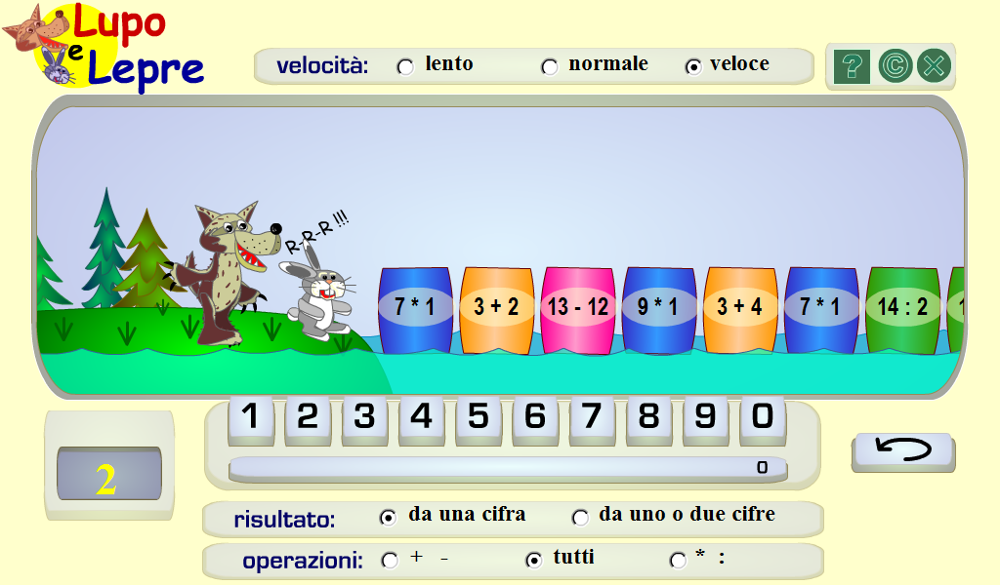 Lupo
e
Lepre
velocità: lento normale veloce
? © X
R-R-R !!!
7 * 1 3 + 2 13 - 12 9 * 1 3 + 4 7 * 1 14 : 2
1 2 3 4 5 6 7 8 9 0
0
2
risultato: da una cifra da uno o due cifre
operazioni: + - tutti * :